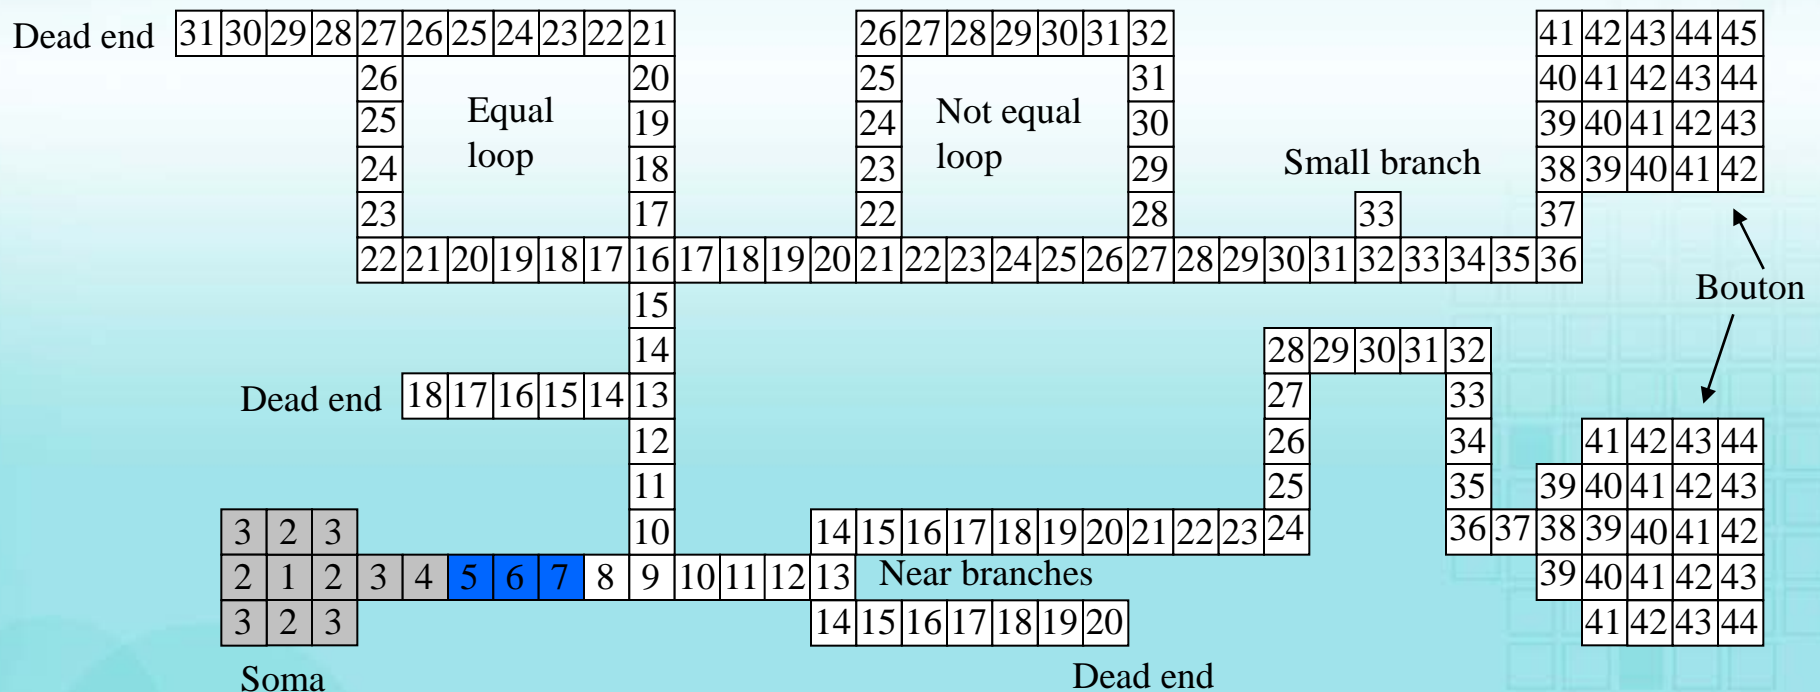 Dead end 31 30 29 28 27 26 25 24 23 22 21 26 27 28 29 30 31 32 41 42 43 44 45
26 20 25 31 40 41 42 43 44
Equal
loop
Not equal
loop
25 19 24 30 39 40 41 42 43
24 18 23 29 Small branch 38 39 40 41 42
23 17 22 28 33 37
22 21 20 19 18 17 16 17 18 19 20 21 22 23 24 25 26 27 28 29 30 31 32 33 34 35 36
Bouton
15
14 28 29 30 31 32
Dead end 18 17 16 15 14 13 27 33
12 26 34 41 42 43 44
11 25 35 39 40 41 42 43
3 2 3 10 14 15 16 17 18 19 20 21 22 23 24 36 37 38 39 40 41 42
2 1 2 3 4 5 6 7 8 9 10 11 12 13 Near branches 39 40 41 42 43
3 2 3 14 15 16 17 18 19 20 41 42 43 44
Soma Dead end